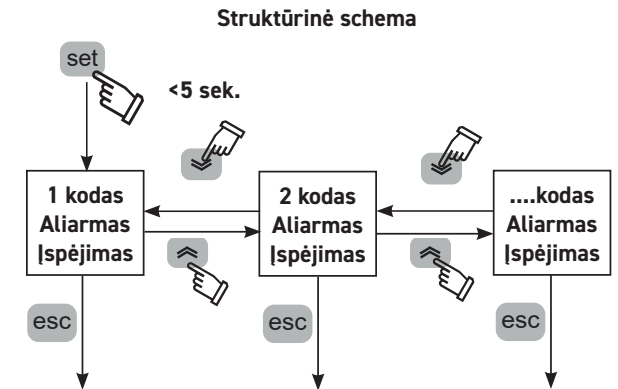 Struktūrinė schema
set
<5 sek.
1 kodas
Aliarmas
Įspėjimas
2 kodas
Aliarmas
Įspėjimas
....kodas
Aliarmas
Įspėjimas
esc
esc
esc